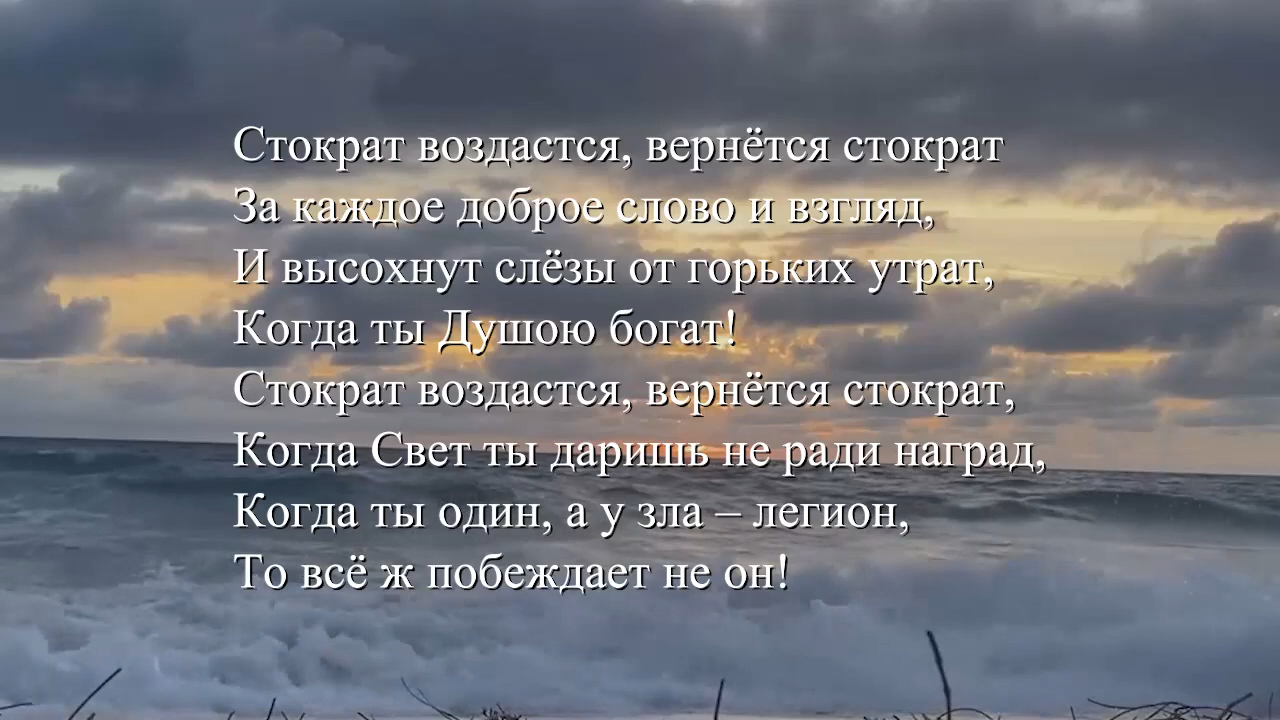 Стократ воздастся, вернётся стократ
За каждое доброе слово и взгляд,
И высохнут слёзы от горьких утрат,
Когда ты Душою богат!
Стократ воздастся, вернётся стократ,
Когда Свет ты даришь не ради наград,
Когда ты один, а у зла – легион,
То всё ж побеждает не он!